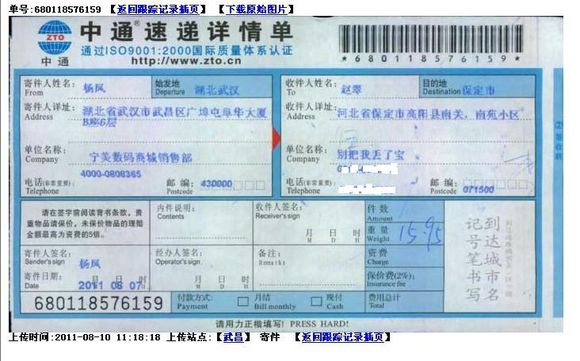 单号:680118576159 【返回跟踪记录插页】 【下载原始图片】
ZTO 中通®速递详情单
通过ISO9001:2000国际质量体系认证
中通 http://www.zto.cn
68011857615 9
寄件人姓名: From 杨凤 始发地 Departure 湖北武汉
收件人姓名: To 赵翠 目的地 Destination 保定市
寄件人详址: Address 湖北省武汉市武昌区广埠屯阜华大厦
B座6层
收件人详址: Address 河北省保定市高阳县南关,南苑小区
单位名称: Company 宁美数码商城销售部
单位名称: Company 别把我丢了宝
4000-0808365
电话(非常重要): Telephone 邮 编: Postcode 430000
电话(非常重要): Telephone 邮 编: Postcode 071500
请在签字前阅读背书条款,贵
重物品请保价,未保价物品的理赔
金额最高为资费的5倍。
内件说明: Contents
收件人签名: Receiver's sign
月 日 时
M D H
件数 Amount
重量 Weight 15.95
资费 Charge
保价费(2%) Insurance fee
费用总计 Total
寄件人签名: Sender's sign 杨凤
经办人签名: Operator's sign
备注: Remarks
寄件日期: Date 2011 08 07
月 日 时
M D H
680118576159
付款方式: Payment 月结 Bill monthly 现付 Cash
到达城市
记号笔书写
请用力正楷填写! PRESS HARD!
上传时间:2011-08-10 11:18:18 上传站点:【武昌】 寄件 【返回跟踪记录插页】